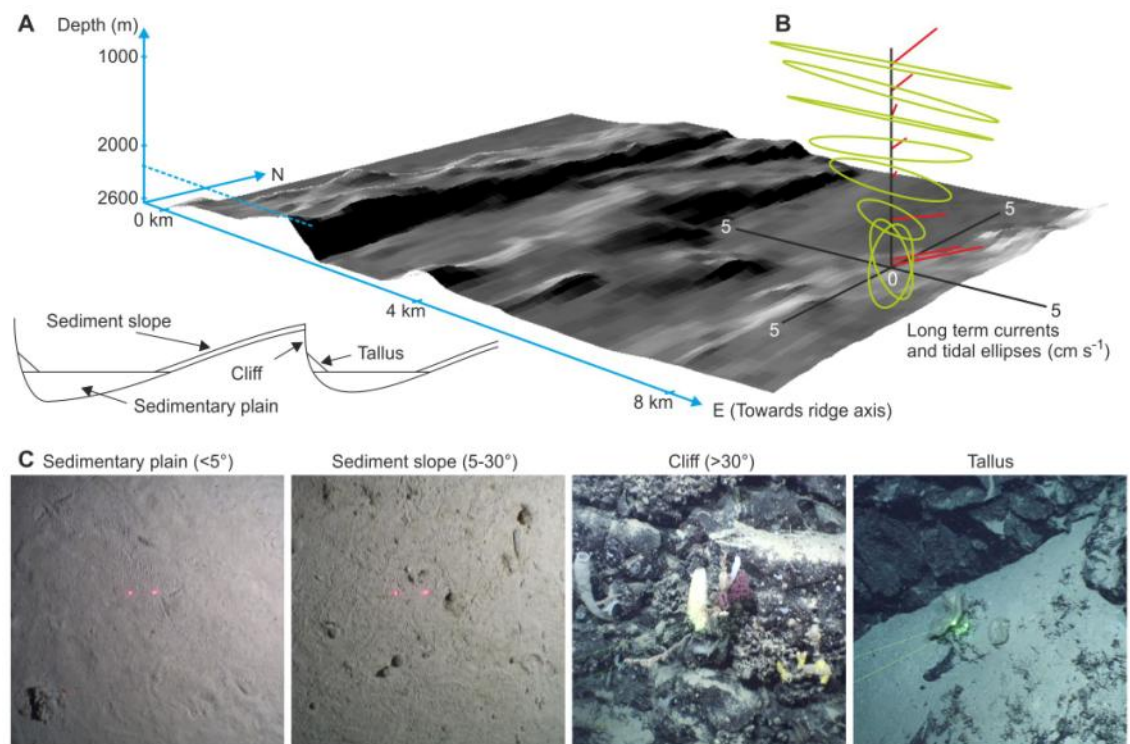 A
Depth (m)
1000
2000
2600
N
0 km
4 km
8 km
E (Towards ridge axis)
B
5
5
0
5
5
Long term currents
and tidal ellipses (cm s⁻¹)
Sediment slope
Tallus
Cliff
Sedimentary plain
C
Sedimentary plain (<5°)
Sediment slope (5-30°)
Cliff (>30°)
Tallus